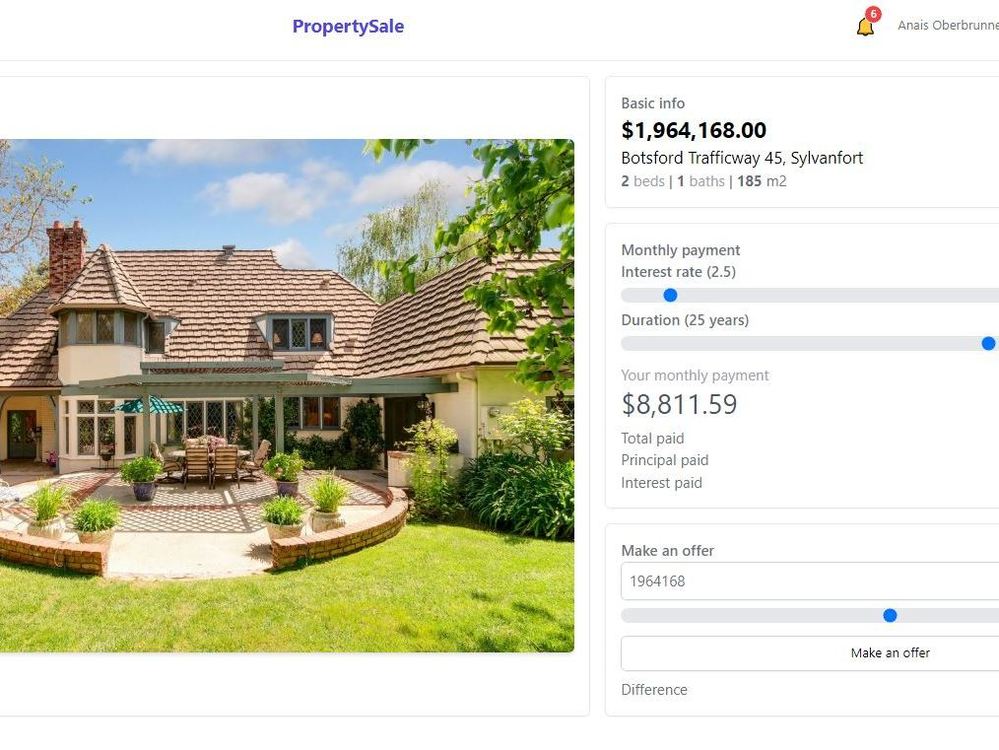 PropertySale
6
Anais Oberbrunne
Basic info
$1,964,168.00
Botsford Trafficway 45, Sylvanfort
2 beds | 1 baths | 185 m2
Monthly payment
Interest rate (2.5)
Duration (25 years)
Your monthly payment
$8,811.59
Total paid
Principal paid
Interest paid
Make an offer
1964168
Make an offer
Difference